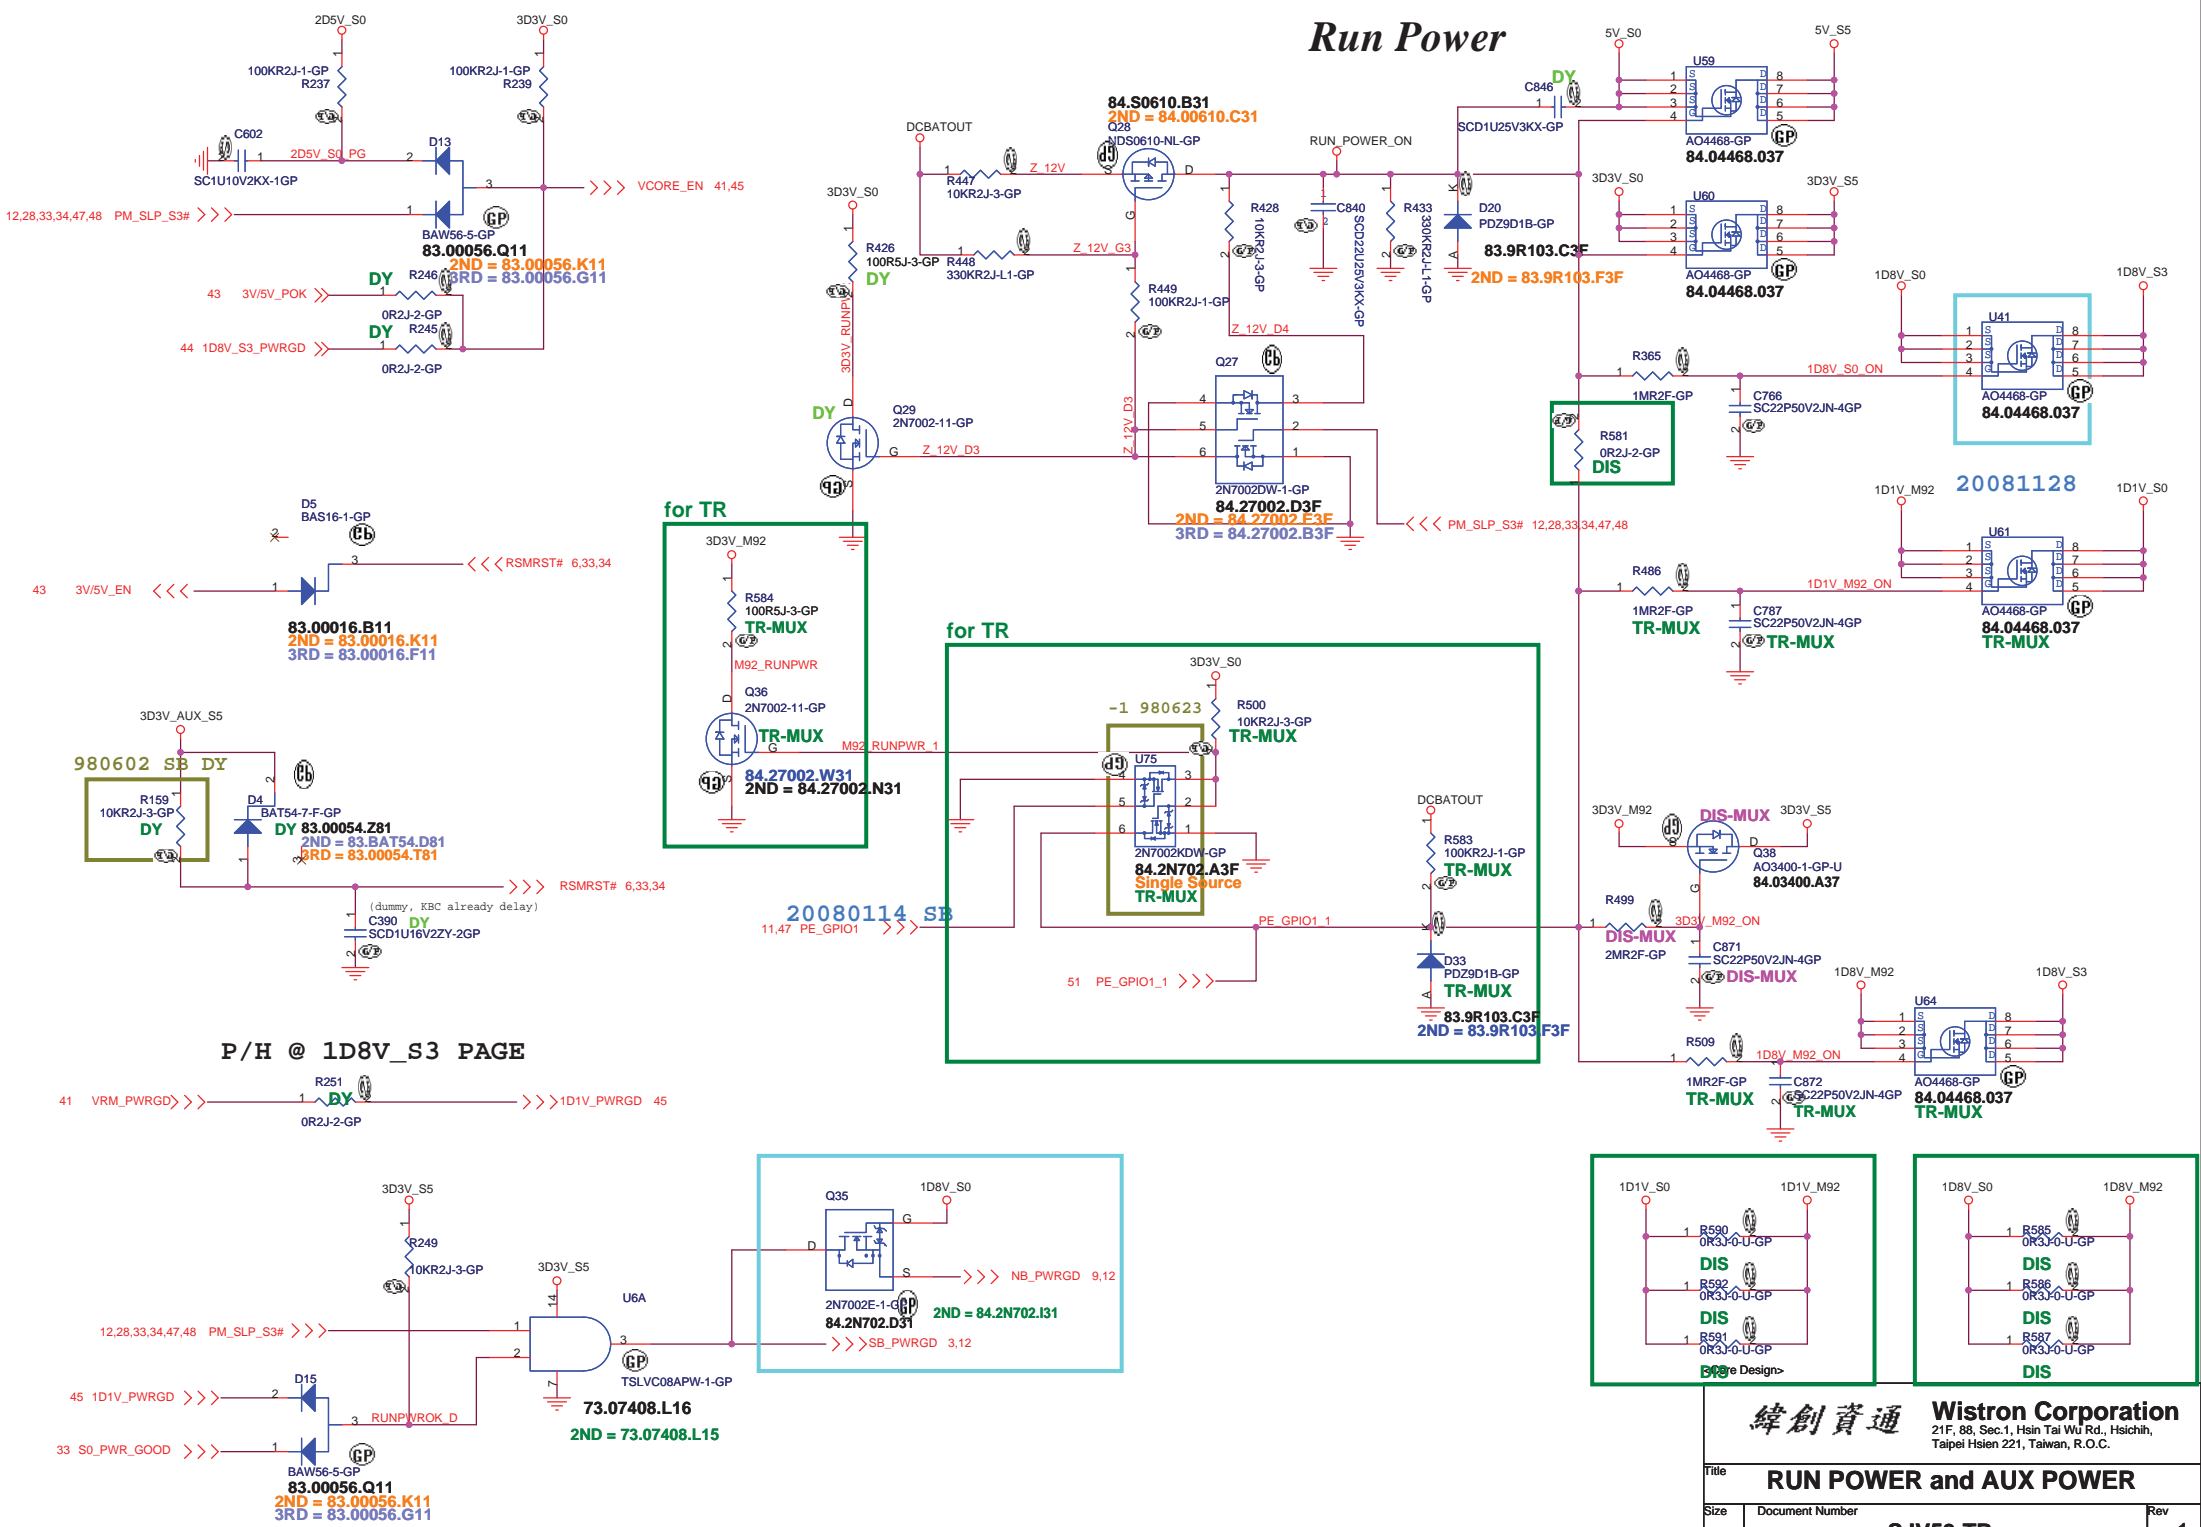 Run Power
2D5V_S0
3D3V_S0
100KR2J-1-GP
R237
100KR2J-1-GP
R239
C602
SC1U10V2KX-1GP
2D5V_S0_PG
D13
VCORE_EN 41,45
12,28,33,34,47,48 PM_SLP_S3#
BAW56-5-GP
83.00056.Q11
2ND = 83.00056.K11
3RD = 83.00056.G11
DY
R246
43 3V/5V_POK
0R2J-2-GP
DY
R245
44 1D8V_S3_PWRGD
0R2J-2-GP
D5
BAS16-1-GP
RSMRST# 6,33,34
43 3V/5V_EN
83.00016.B11
2ND = 83.00016.K11
3RD = 83.00016.F11
3D3V_AUX_S5
980602 SB DY
R159
10KR2J-3-GP
DY
D4
BAT54-7-F-GP
DY
83.00054.Z81
2ND = 83.BAT54.D81
3RD = 83.00054.T81
RSMRST# 6,33,34
(dummy, KBC already delay)
C390
DY
SCD1U16V2ZY-2GP
P/H @ 1D8V_S3 PAGE
R251
41 VRM_PWRGD
DY
1D1V_PWRGD 45
0R2J-2-GP
3D3V_S5
R249
10KR2J-3-GP
12,28,33,34,47,48 PM_SLP_S3#
45 1D1V_PWRGD
D15
RUNPWROK_D
33 S0_PWR_GOOD
BAW56-5-GP
83.00056.Q11
2ND = 83.00056.K11
3RD = 83.00056.G11
3D3V_S5
U6A
TSLVC08APW-1-GP
73.07408.L16
2ND = 73.07408.L15
Q35
1D8V_S0
NB_PWRGD 9,12
2N7002E-1-GP
84.2N702.D31
2ND = 84.2N702.I31
SB_PWRGD 3,12
DCBATOUT
84.S0610.B31
2ND = 84.00610.C31
Q28
NDS0610-NL-GP
R447
10KR2J-3-GP
Z_12V
RUN_POWER_ON
3D3V_S0
R426
100R5J-3-GP
DY
R448
330KR2J-L1-GP
Z_12V_G3
R449
100KR2J-1-GP
R428
10KR2J-3-GP
C840
SCD22U25V3KX-GP
R433
330KR2J-L1-GP
D20
PDZ9D1B-GP
83.9R103.C3F
2ND = 83.9R103.F3F
C846
DY
SCD1U25V3KX-GP
Z_12V_D4
3D3V_RUNPW
DY
Q29
2N7002-11-GP
Z_12V_D3
Z_12V_D3
Q27
2N7002DW-1-GP
84.27002.D3F
2ND = 84.27002.F3F
3RD = 84.27002.B3F
PM_SLP_S3# 12,28,33,34,47,48
for TR
3D3V_M92
R584
100R5J-3-GP
TR-MUX
M92_RUNPWR
Q36
2N7002-11-GP
TR-MUX
M92_RUNPWR_1
84.27002.W31
2ND = 84.27002.N31
for TR
3D3V_S0
R500
10KR2J-3-GP
TR-MUX
-1 980623
U75
2N7002KDW-GP
84.2N702.A3F
Single Source
TR-MUX
20080114 SB
11,47 PE_GPIO1
PE_GPIO1_1
51 PE_GPIO1_1
DCBATOUT
R583
100KR2J-1-GP
TR-MUX
D33
PDZ9D1B-GP
TR-MUX
83.9R103.C3F
2ND = 83.9R103.F3F
5V_S0
5V_S5
U59
AO4468-GP
84.04468.037
3D3V_S0
3D3V_S5
U60
AO4468-GP
84.04468.037
1D8V_S0
1D8V_S3
U41
R365
1MR2F-GP
1D8V_S0_ON
C766
SC22P50V2JN-4GP
AO4468-GP
84.04468.037
20081128
R581
0R2J-2-GP
DIS
1D1V_M92
1D1V_S0
U61
R486
1MR2F-GP
TR-MUX
1D1V_M92_ON
C787
SC22P50V2JN-4GP
TR-MUX
AO4468-GP
84.04468.037
TR-MUX
3D3V_M92
3D3V_S5
DIS-MUX
Q38
AO3400-1-GP-U
84.03400.A37
R499
DIS-MUX
2MR2F-GP
3D3V_M92_ON
C871
SC22P50V2JN-4GP
DIS-MUX
1D8V_M92
1D8V_S3
U64
R509
1MR2F-GP
TR-MUX
1D8V_M92_ON
C872
SC22P50V2JN-4GP
TR-MUX
AO4468-GP
84.04468.037
TR-MUX
1D1V_S0
1D1V_M92
R590
0R3J-0-U-GP
DIS
R592
0R3J-0-U-GP
DIS
R591
0R3J-0-U-GP
DIS
1D8V_S0
1D8V_M92
R585
0R3J-0-U-GP
DIS
R586
0R3J-0-U-GP
DIS
R587
0R3J-0-U-GP
DIS
<Core Design>
緯創資通
Wistron Corporation
21F, 88, Sec.1, Hsin Tai Wu Rd., Hsichih,
Taipei Hsien 221, Taiwan, R.O.C.
Title
RUN POWER and AUX POWER
Size
Document Number
Rev